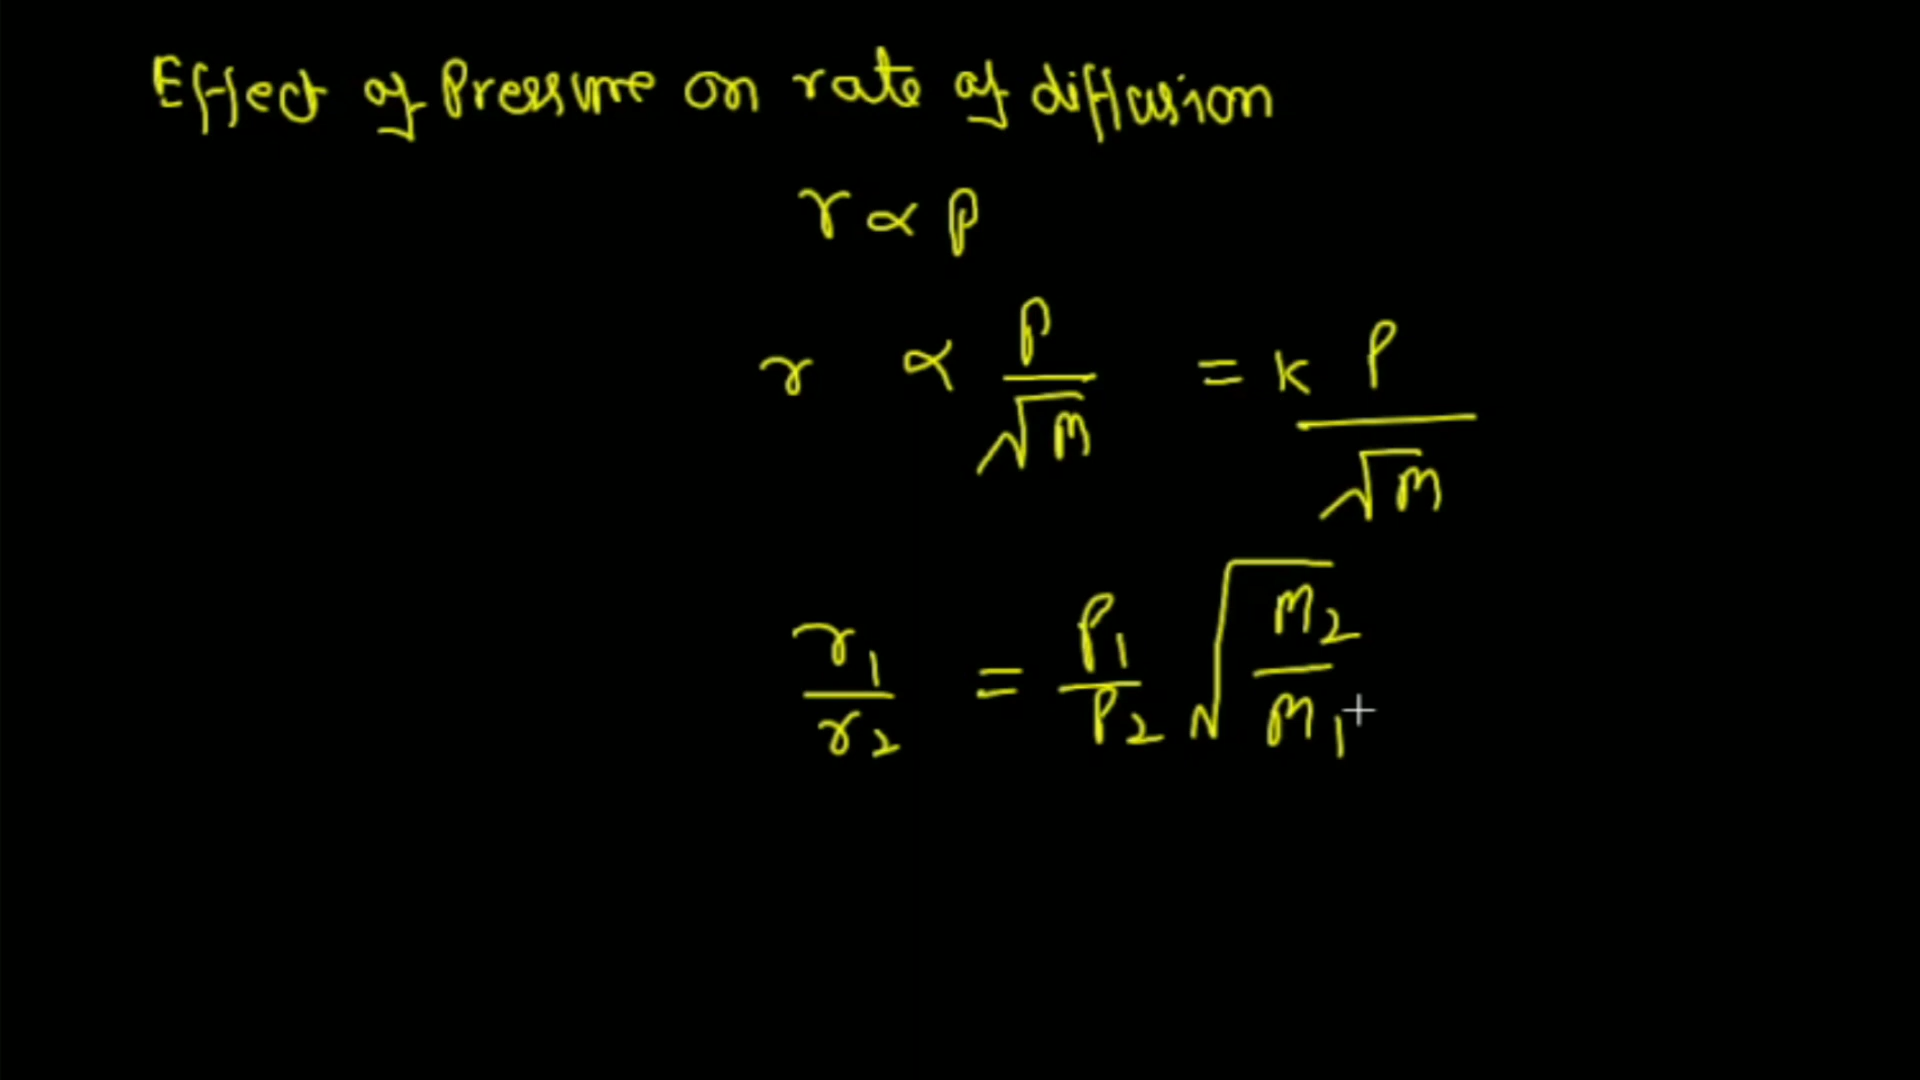 Effect of Pressure on rate of diffusion
r ∝ P
r ∝ P/√M = K P/√M
r₁/r₂ = P₁/P₂ √(M₂/M₁)